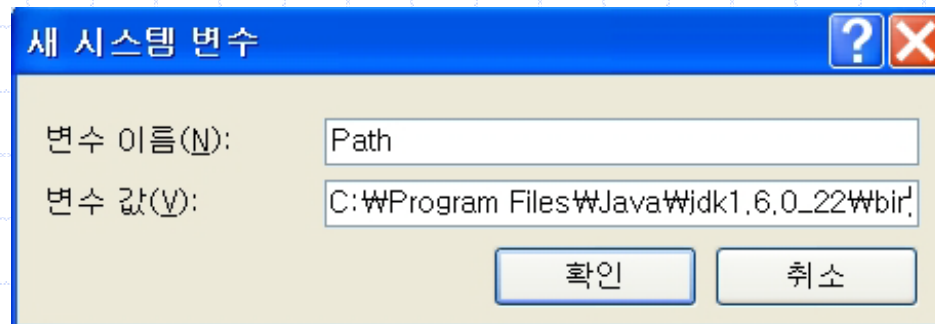 새 시스템 변수
변수 이름(N): Path
변수 값(V): C:₩Program Files₩Java₩jdk1.6.0_22₩bin
확인 취소